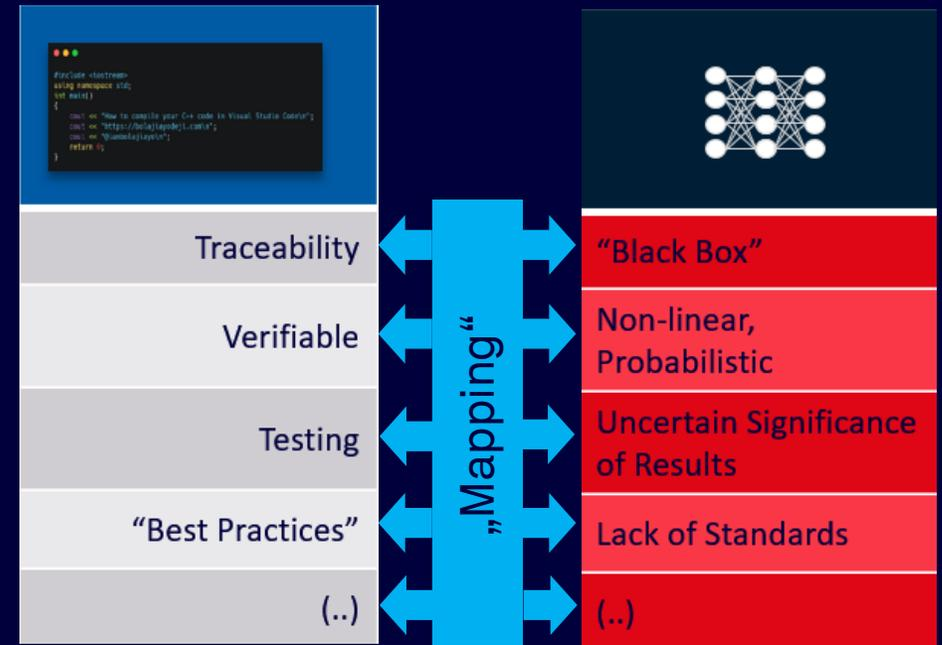 #include <iostream>
using namespace std;
int main()
{
cout << "How to compile your C++ code in Visual Studio Code\n";
cout << "https://bolajiayodeji.com\n";
cout << "@iambolajiayo\n";
return 0;
}
Traceability
Verifiable
Testing
“Best Practices”
(..)
„Mapping“
“Black Box”
Non-linear,
Probabilistic
Uncertain Significance
of Results
Lack of Standards
(..)